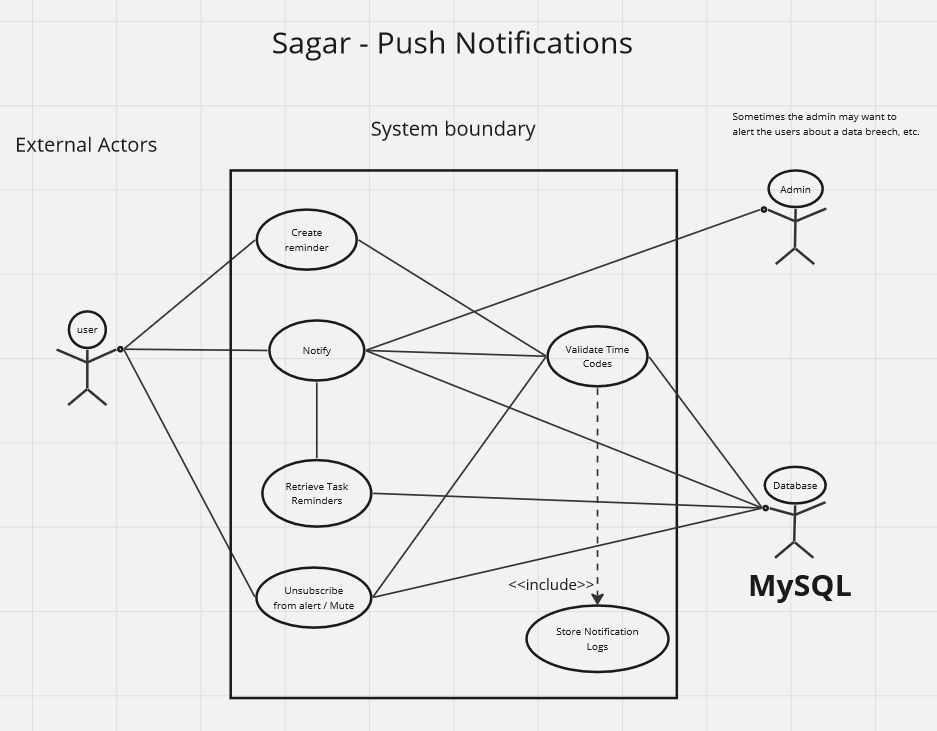 Sagar - Push Notifications
External Actors
System boundary
Sometimes the admin may want to
alert the users about a data breech, etc.
Admin
Create
reminder
user
Notify
Validate Time
Codes
Retrieve Task
Reminders
Database
MySQL
Unsubscribe
from alert / Mute
<<include>>
Store Notification
Logs